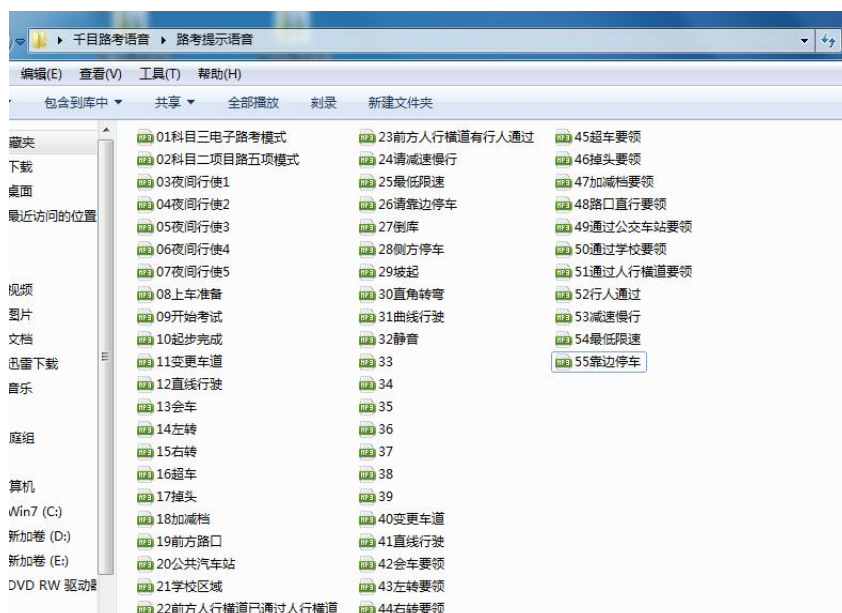 千目路考语音 ▸ 路考提示语音
编辑(E) 查看(V) 工具(T) 帮助(H)
包含到库中 共享 全部播放 刻录 新建文件夹
藏夹
下载
桌面
最近访问的位置
视频
图片
文档
迅雷下载
音乐
庭组
算机
Win7 (C:)
新加卷 (D:)
新加卷 (E:)
DVD RW 驱动器
01科目三电子路考模式
02科目二项目路五项模式
03夜间行使1
04夜间行使2
05夜间行使3
06夜间行使4
07夜间行使5
08上车准备
09开始考试
10起步完成
11变更车道
12直线行驶
13会车
14左转
15右转
16超车
17掉头
18加减档
19前方路口
20公共汽车站
21学校区域
22前方人行横道已通过人行横道
23前方人行横道有行人通过
24请减速慢行
25最低限速
26请靠边停车
27倒库
28侧方停车
29坡起
30直角转弯
31曲线行驶
32静音
33
34
35
36
37
38
39
40变更车道
41直线行驶
42会车要领
43左转要领
44右转要领
45超车要领
46掉头要领
47加减档要领
48路口直行要领
49通过公交车站要领
50通过学校要领
51通过人行横道要领
52行人通过
53减速慢行
54最低限速
55靠边停车